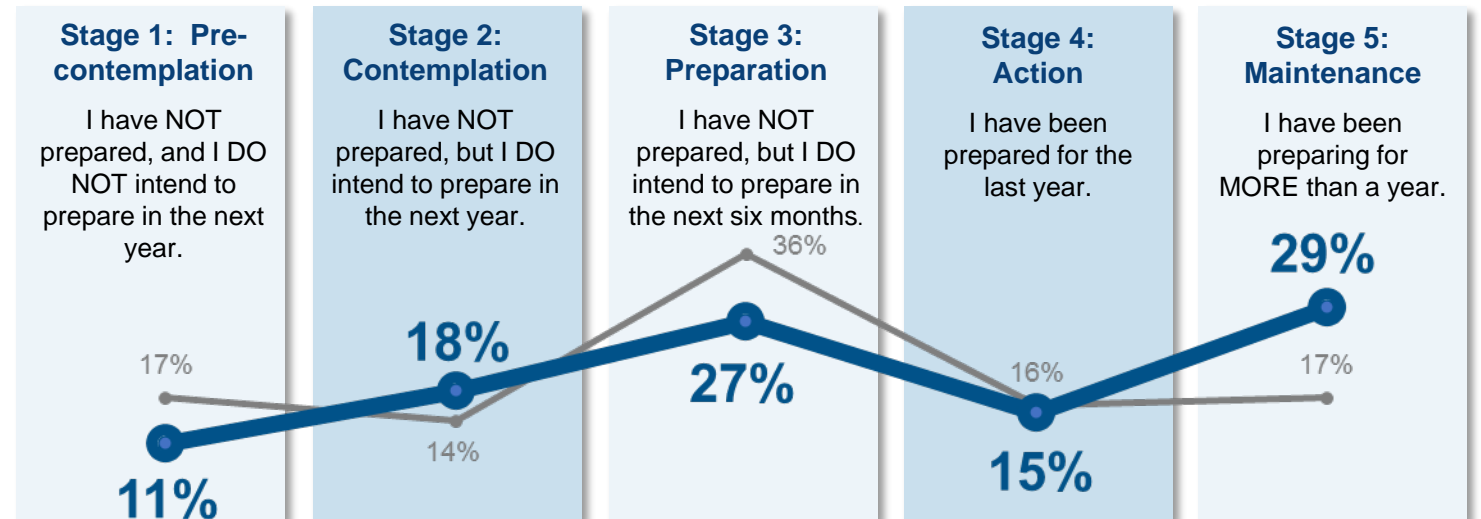 Stage 1: Pre-
contemplation
I have NOT
prepared, and I DO
NOT intend to
prepare in the next
year.
17%
11%
Stage 2:
Contemplation
I have NOT
prepared, but I DO
intend to prepare in
the next year.
18%
14%
Stage 3:
Preparation
I have NOT
prepared, but I DO
intend to prepare in
the next six months.
36%
27%
Stage 4:
Action
I have been
prepared for the
last year.
16%
15%
Stage 5:
Maintenance
I have been
preparing for
MORE than a year.
29%
17%